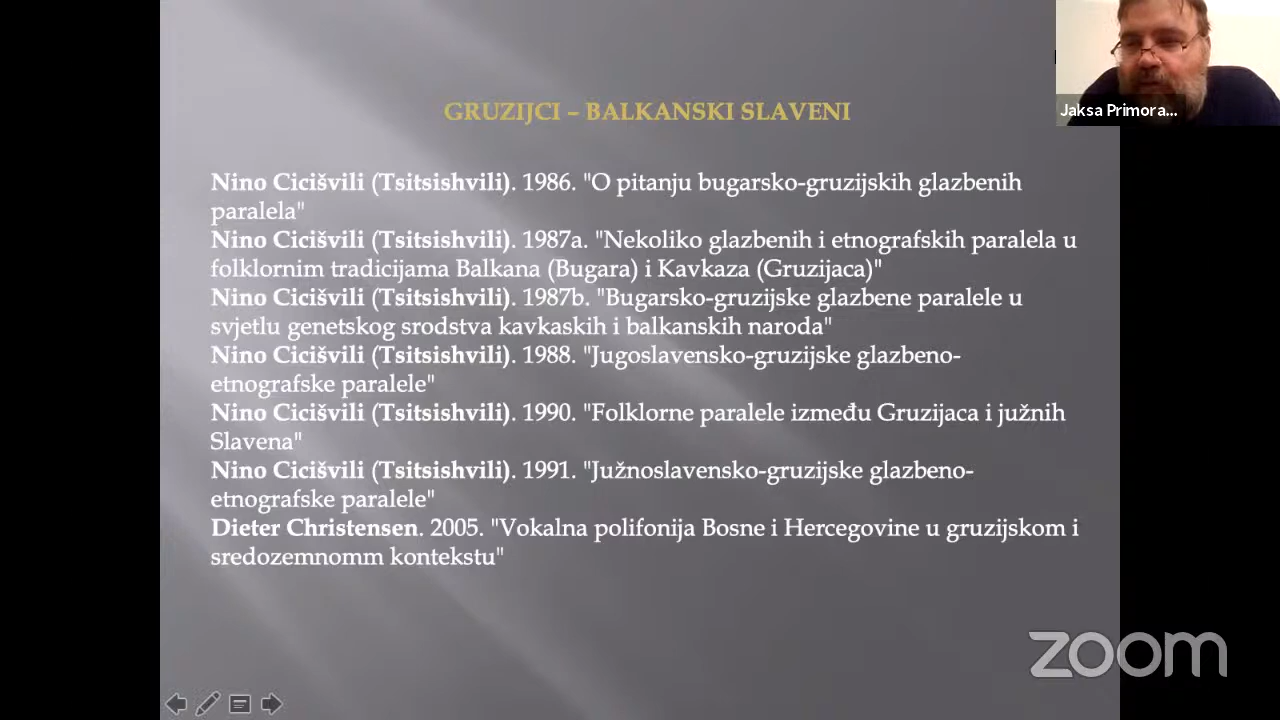 GRUZIJCI – BALKANSKI SLAVENI
Jaksa Primora...
Nino Cicišvili (Tsitsishvili). 1986. "O pitanju bugarsko-gruzijskih glazbenih
paralela"
Nino Cicišvili (Tsitsishvili). 1987a. "Nekoliko glazbenih i etnografskih paralela u
folklornim tradicijama Balkana (Bugara) i Kavkaza (Gruzijaca)"
Nino Cicišvili (Tsitsishvili). 1987b. "Bugarsko-gruzijske glazbene paralele u
svjetlu genetskog srodstva kavkaskih i balkanskih naroda"
Nino Cicišvili (Tsitsishvili). 1988. "Jugoslavensko-gruzijske glazbeno-
etnografske paralele"
Nino Cicišvili (Tsitsishvili). 1990. "Folklorne paralele između Gruzijaca i južnih
Slavena"
Nino Cicišvili (Tsitsishvili). 1991. "Južnoslavensko-gruzijske glazbeno-
etnografske paralele"
Dieter Christensen. 2005. "Vokalna polifonija Bosne i Hercegovine u gruzijskom i
sredozemnomm kontekstu"
zoom